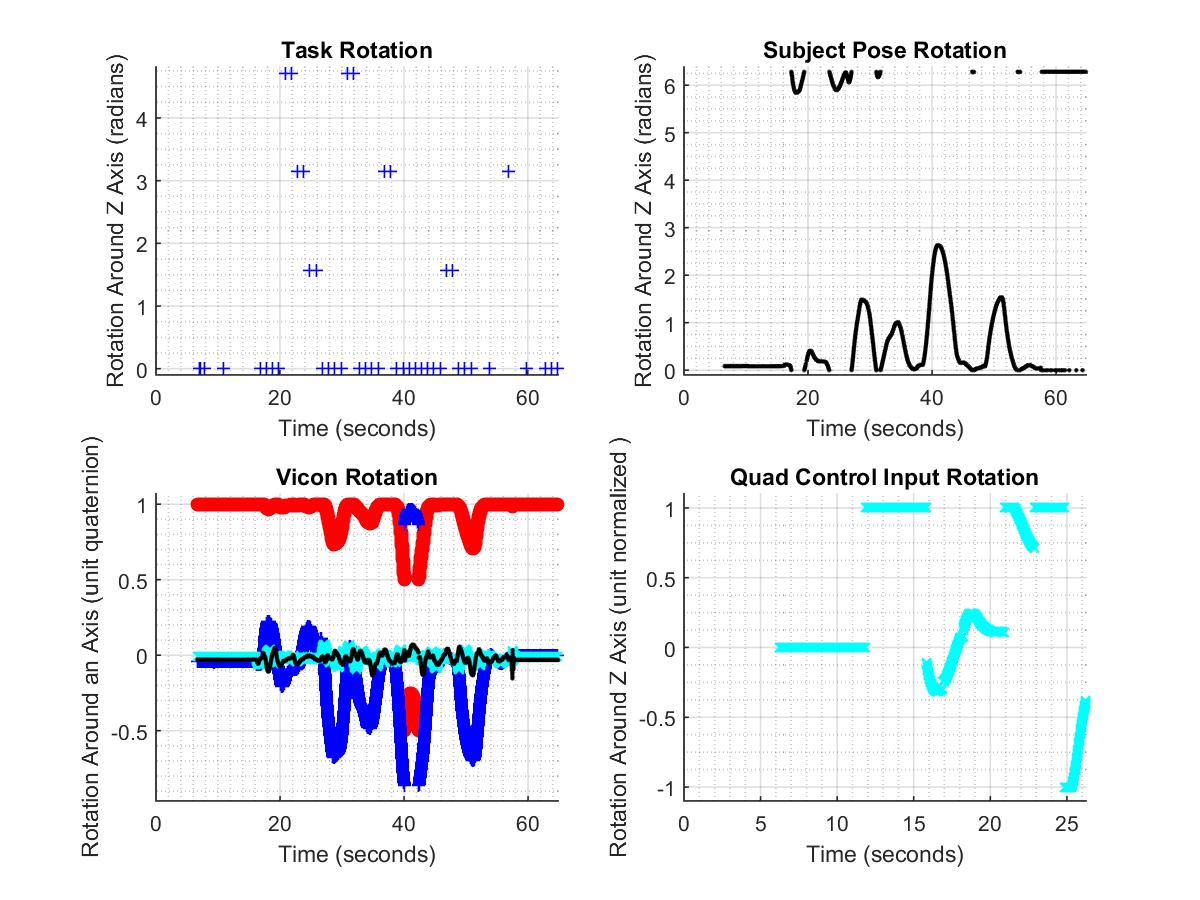 Task Rotation
Rotation Around Z Axis (radians)
4
3
2
1
0
0 20 40 60
Time (seconds)
Subject Pose Rotation
Rotation Around Z Axis (radians)
6
5
4
3
2
1
0
0 20 40 60
Time (seconds)
Vicon Rotation
Rotation Around an Axis (unit quaternion)
1
0.5
0
-0.5
0 20 40 60
Time (seconds)
Quad Control Input Rotation
Rotation Around Z Axis (unit normalized )
1
0.5
0
-0.5
-1
0 5 10 15 20 25
Time (seconds)